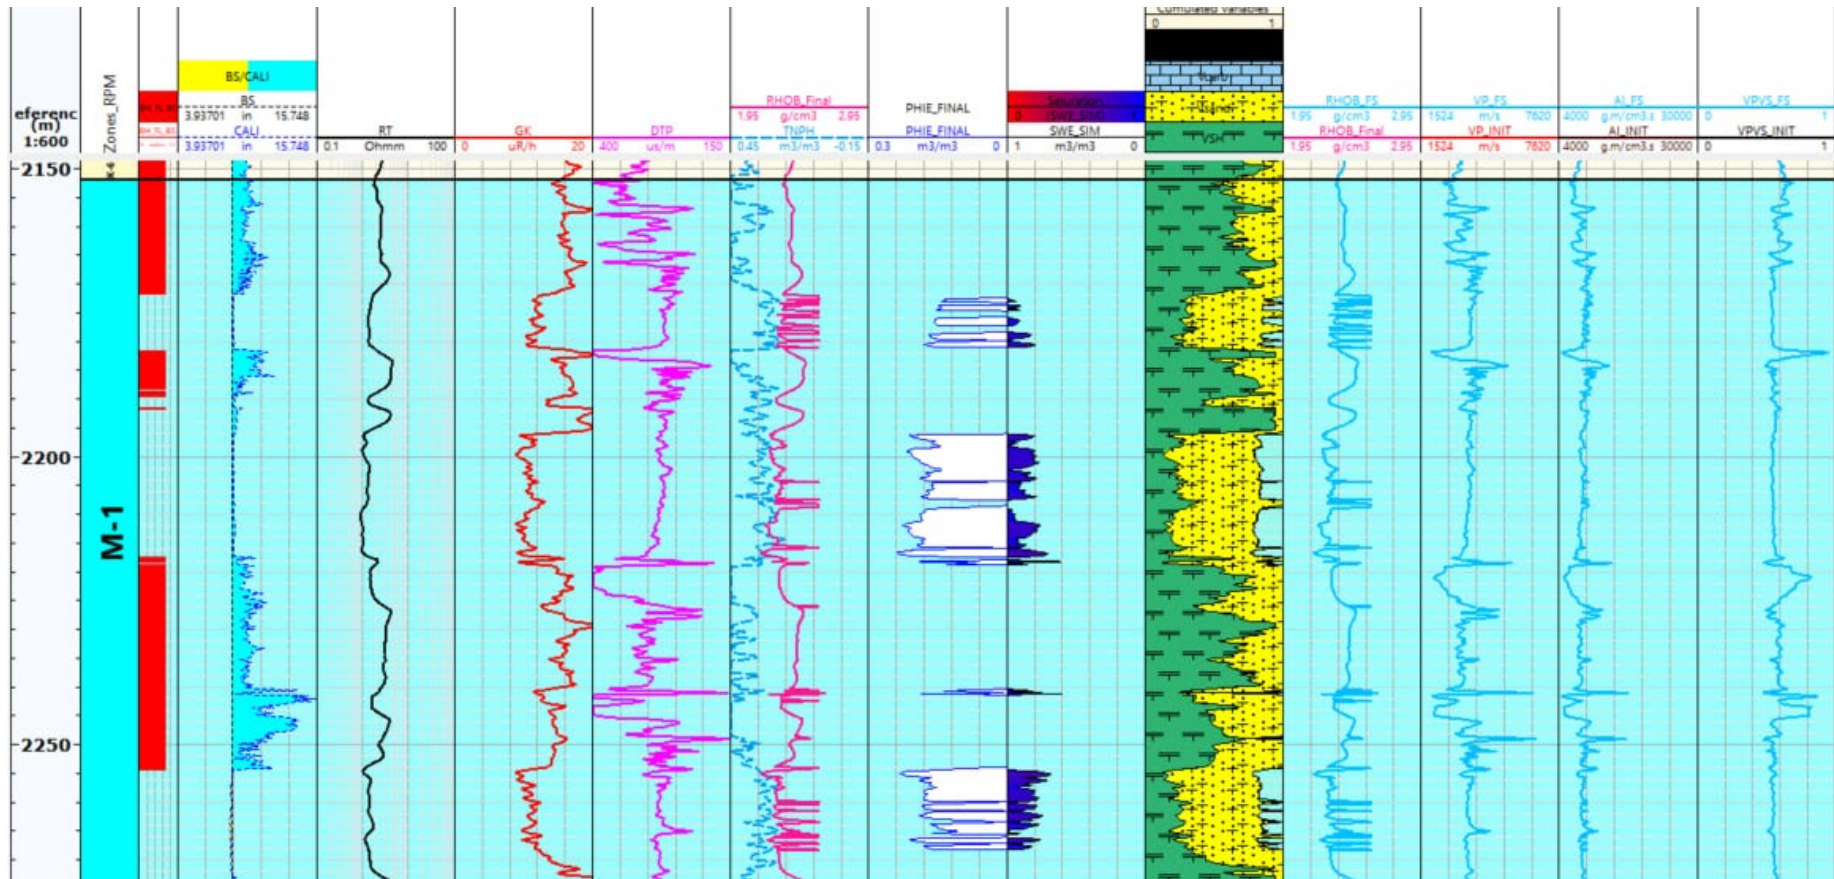 Cumulated Variables
0 1
BS/CALI
BS
3.93701 in 15.748
CALI
3.93701 in 15.748
eferenc
(m)
1:600
Zones_RPM
RT
0.1 Ohmm 100
GK
0 uR/h 20
DTP
400 us/m 150
RHOB_Final
1.95 g/cm3 2.95
TNPH
0.45 m3/m3 -0.15
PHIE_FINAL
PHIE_FINAL
0.3 m3/m3 0
Saturation
0 (SWE_SIM)
SWE_SIM
1 m3/m3 0
VSH
RHOB_FS
1.95 g/cm3 2.95
RHOB_Final
1.95 g/cm3 2.95
VP_FS
1524 m/s 7620
VP_INIT
1524 m/s 7620
AI_FS
4000 g.m/cm3.s 30000
AI_INIT
4000 g.m/cm3.s 30000
VPVS_FS
0 1
VPVS_INIT
0 1
2150
2200
M-1
2250